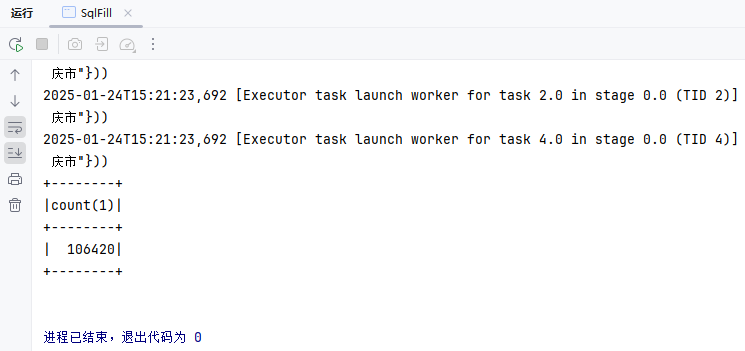 运行 SqlFill
庆市"}))
2025-01-24T15:21:23,692 [Executor task launch worker for task 2.0 in stage 0.0 (TID 2)]
庆市"}))
2025-01-24T15:21:23,692 [Executor task launch worker for task 4.0 in stage 0.0 (TID 4)]
庆市"}))
+--------+
|count(1)|
+--------+
|  106420|
+--------+
进程已结束，退出代码为 0